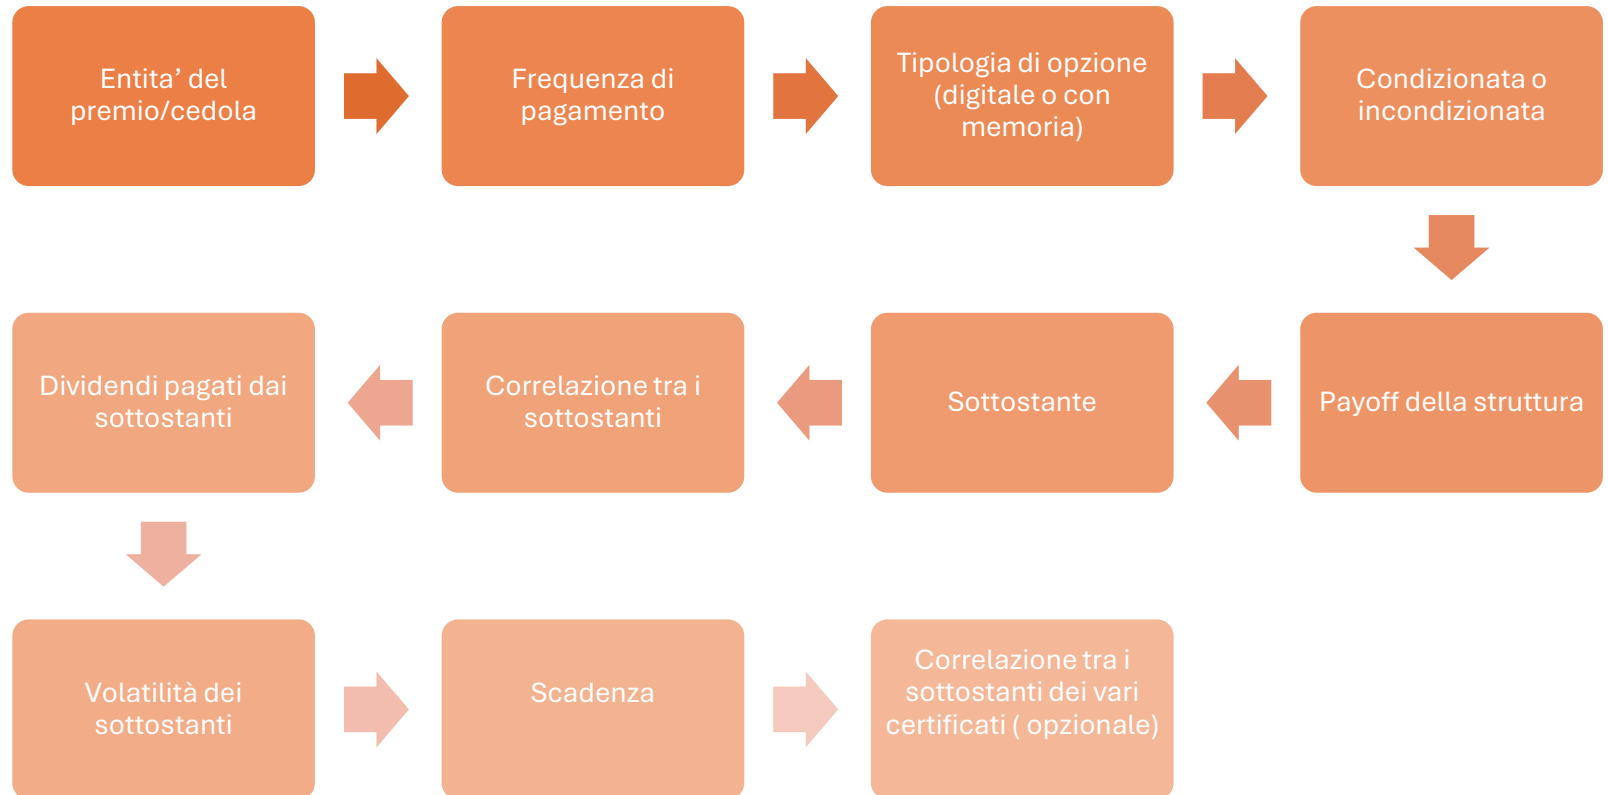 Entita’ del
premio/cedola
Frequenza di
pagamento
Tipologia di opzione
(digitale o con
memoria)
Condizionata o
incondizionata
Payoff della struttura
Sottostante
Correlazione tra i
sottostanti
Dividendi pagati dai
sottostanti
Volatilità dei
sottostanti
Scadenza
Correlazione tra i
sottostanti dei vari
certificati ( opzionale)